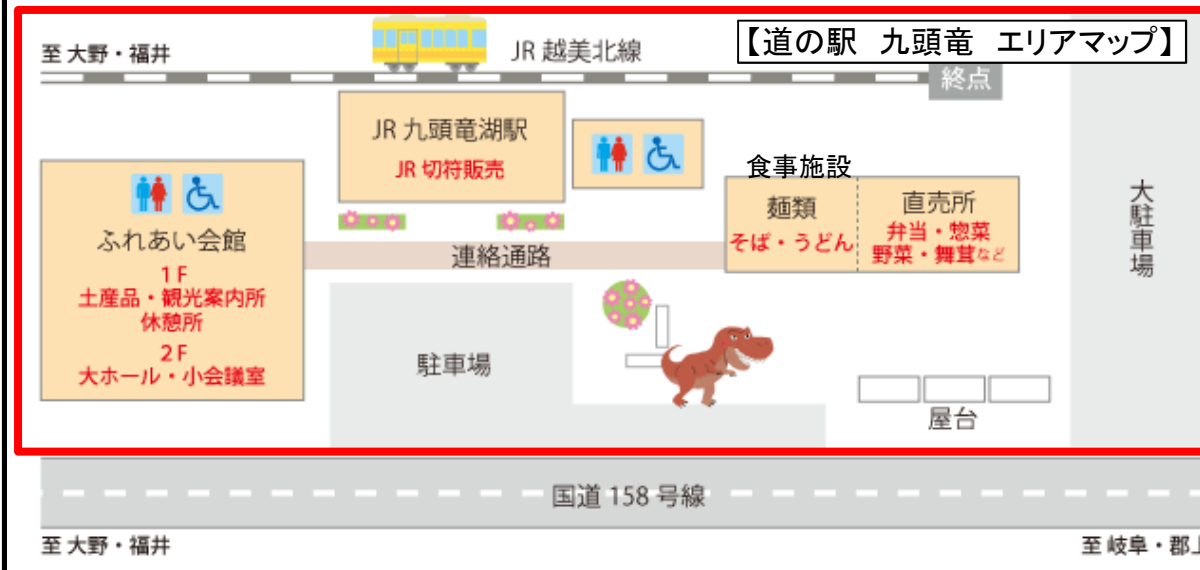 【道の駅　九頭竜　エリアマップ】
至 大野・福井
JR 越美北線
終点
JR 九頭竜湖駅
JR 切符販売
食事施設
麺類
そば・うどん
直売所
弁当・惣菜
野菜・舞茸など
大駐車場
ふれあい会館
1F
土産品・観光案内所
休憩所
2F
大ホール・小会議室
連絡通路
駐車場
屋台
国道 158 号線
至 大野・福井
至 岐阜・郡上